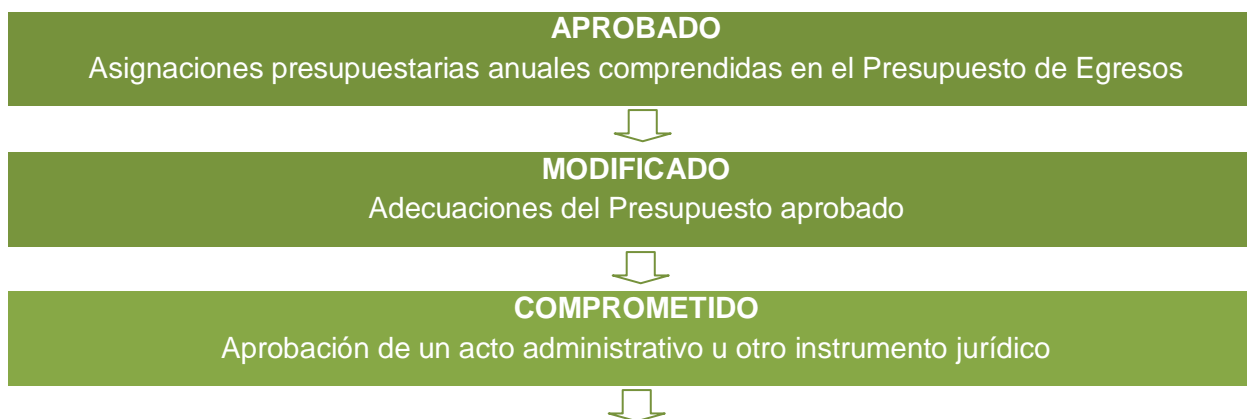 APROBADO
Asignaciones presupuestarias anuales comprendidas en el Presupuesto de Egresos
MODIFICADO
Adecuaciones del Presupuesto aprobado
COMPROMETIDO
Aprobación de un acto administrativo u otro instrumento jurídico